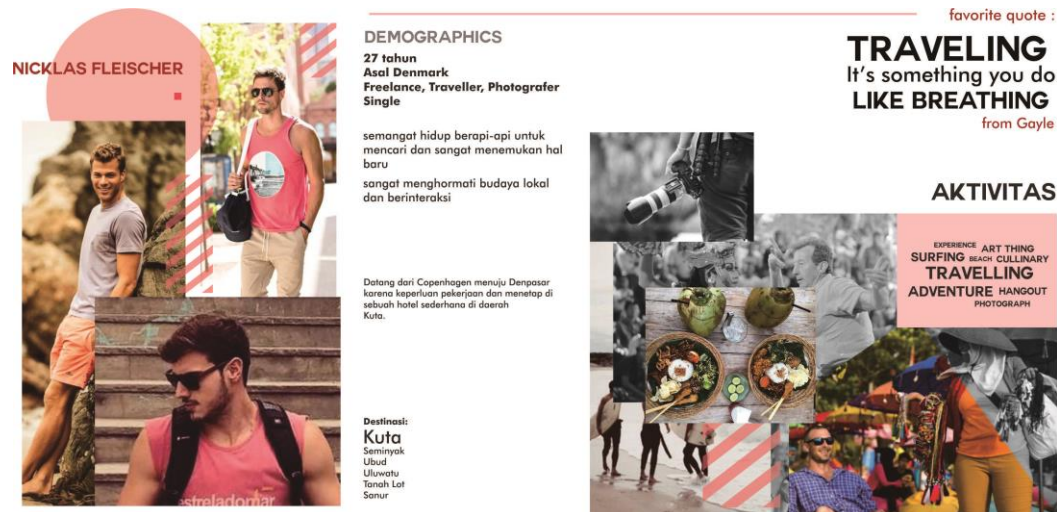 NICKLAS FLEISCHER
DEMOGRAPHICS
27 tahun
Asal Denmark
Freelance, Traveller, Photografer
Single
semangat hidup berapi-api untuk
mencari dan sangat menemukan hal
baru
sangat menghormati budaya lokal
dan berinteraksi
Datang dari Copenhagen menuju Denpasar
karena keperluan pekerjaan dan menetap di
sebuah hotel sederhana di daerah
Kuta.
Destinasi:
Kuta
Seminyak
Ubud
Uluwatu
Tanah Lot
Sanur
estreladomar
favorite quote :
TRAVELING
It's something you do
LIKE BREATHING
from Gayle
AKTIVITAS
EXPERIENCE ART THING
SURFING BEACH CULLINARY
TRAVELLING
ADVENTURE HANGOUT
PHOTOGRAPH